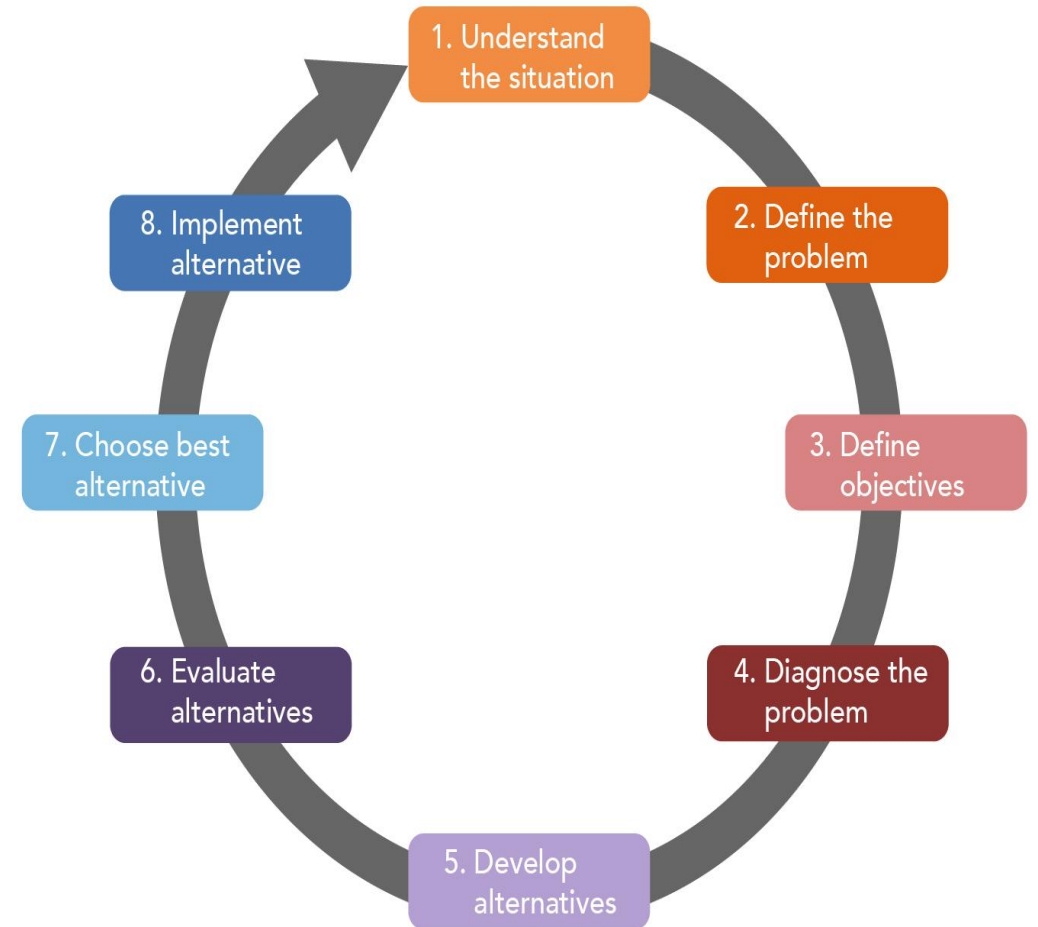 1. Understand
the situation
2. Define the
problem
3. Define
objectives
4. Diagnose the
problem
5. Develop
alternatives
6. Evaluate
alternatives
7. Choose best
alternative
8. Implement
alternative